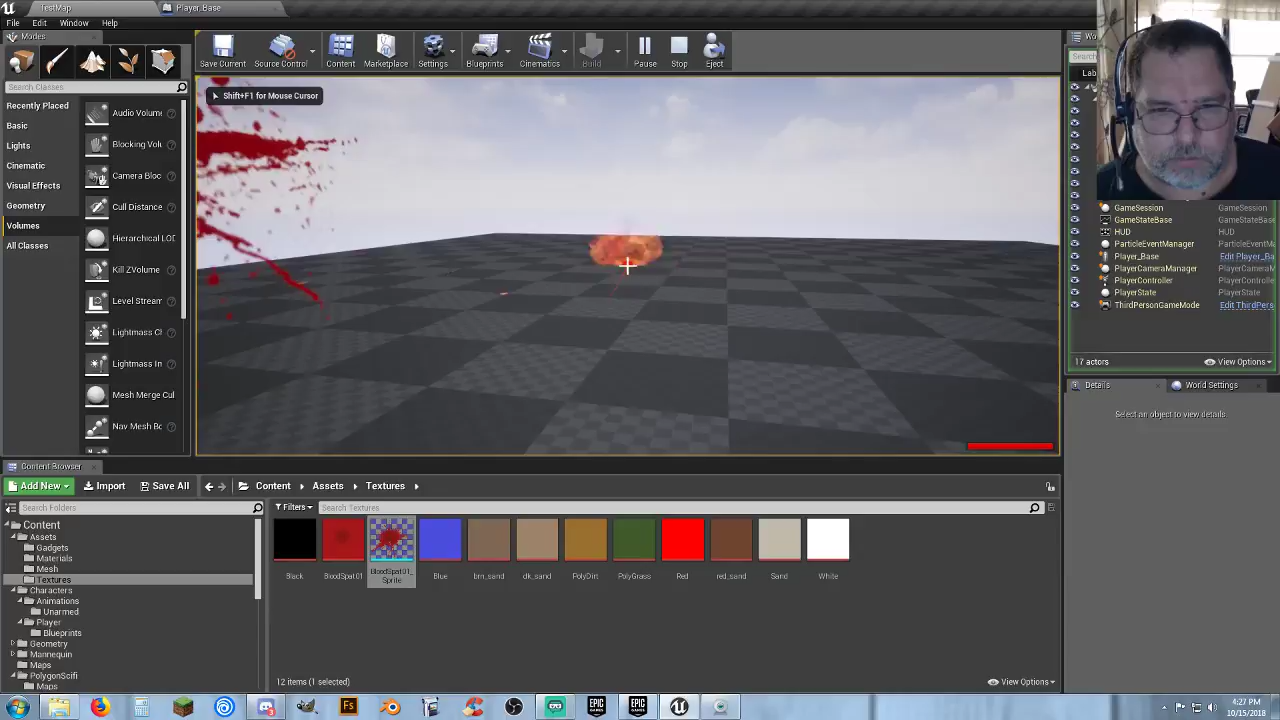 TestMap
Player_Base
File Edit Window Help
Modes
Search Classes
Recently Placed
Basic
Lights
Cinematic
Visual Effects
Geometry
Volumes
All Classes
Audio Volume
Blocking Volu
Camera Bloc
Cull Distance
Hierarchical LOD
Kill ZVolume
Level Stream
Lightmass Ch
Lightmass Im
Mesh Merge Cul
Nav Mesh Bo
Save Current
Source Control
Content
Marketplace
Settings
Blueprints
Cinematics
Build
Pause
Stop
Eject
Shift+F1 for Mouse Cursor
Wo
Search
Lab
GameSession GameSession
GameStateBase GameStateBas
HUD HUD
ParticleEventManager ParticleEventM
Player_Base Edit Player_Ba
PlayerCameraManager PlayerCameraM
PlayerController PlayerControlle
PlayerState PlayerState
ThirdPersonGameMode Edit ThirdPers
17 actors
View Options
Details
World Settings
Select an object to view details.
Content Browser
Add New
Import
Save All
Content
Assets
Textures
Search Folders
Filters
Search Textures
Content
Assets
Gadgets
Materials
Mesh
Textures
Characters
Animations
Unarmed
Player
Blueprints
Geometry
Mannequin
Maps
PolygonScifi
Maps
Black
BloodSpat01
BloodSpat01_
Sprite
Blue
brn_sand
dk_sand
PolyDirt
PolyGrass
Red
red_sand
Sand
White
12 items (1 selected)
View Options
4:27 PM
10/15/2018